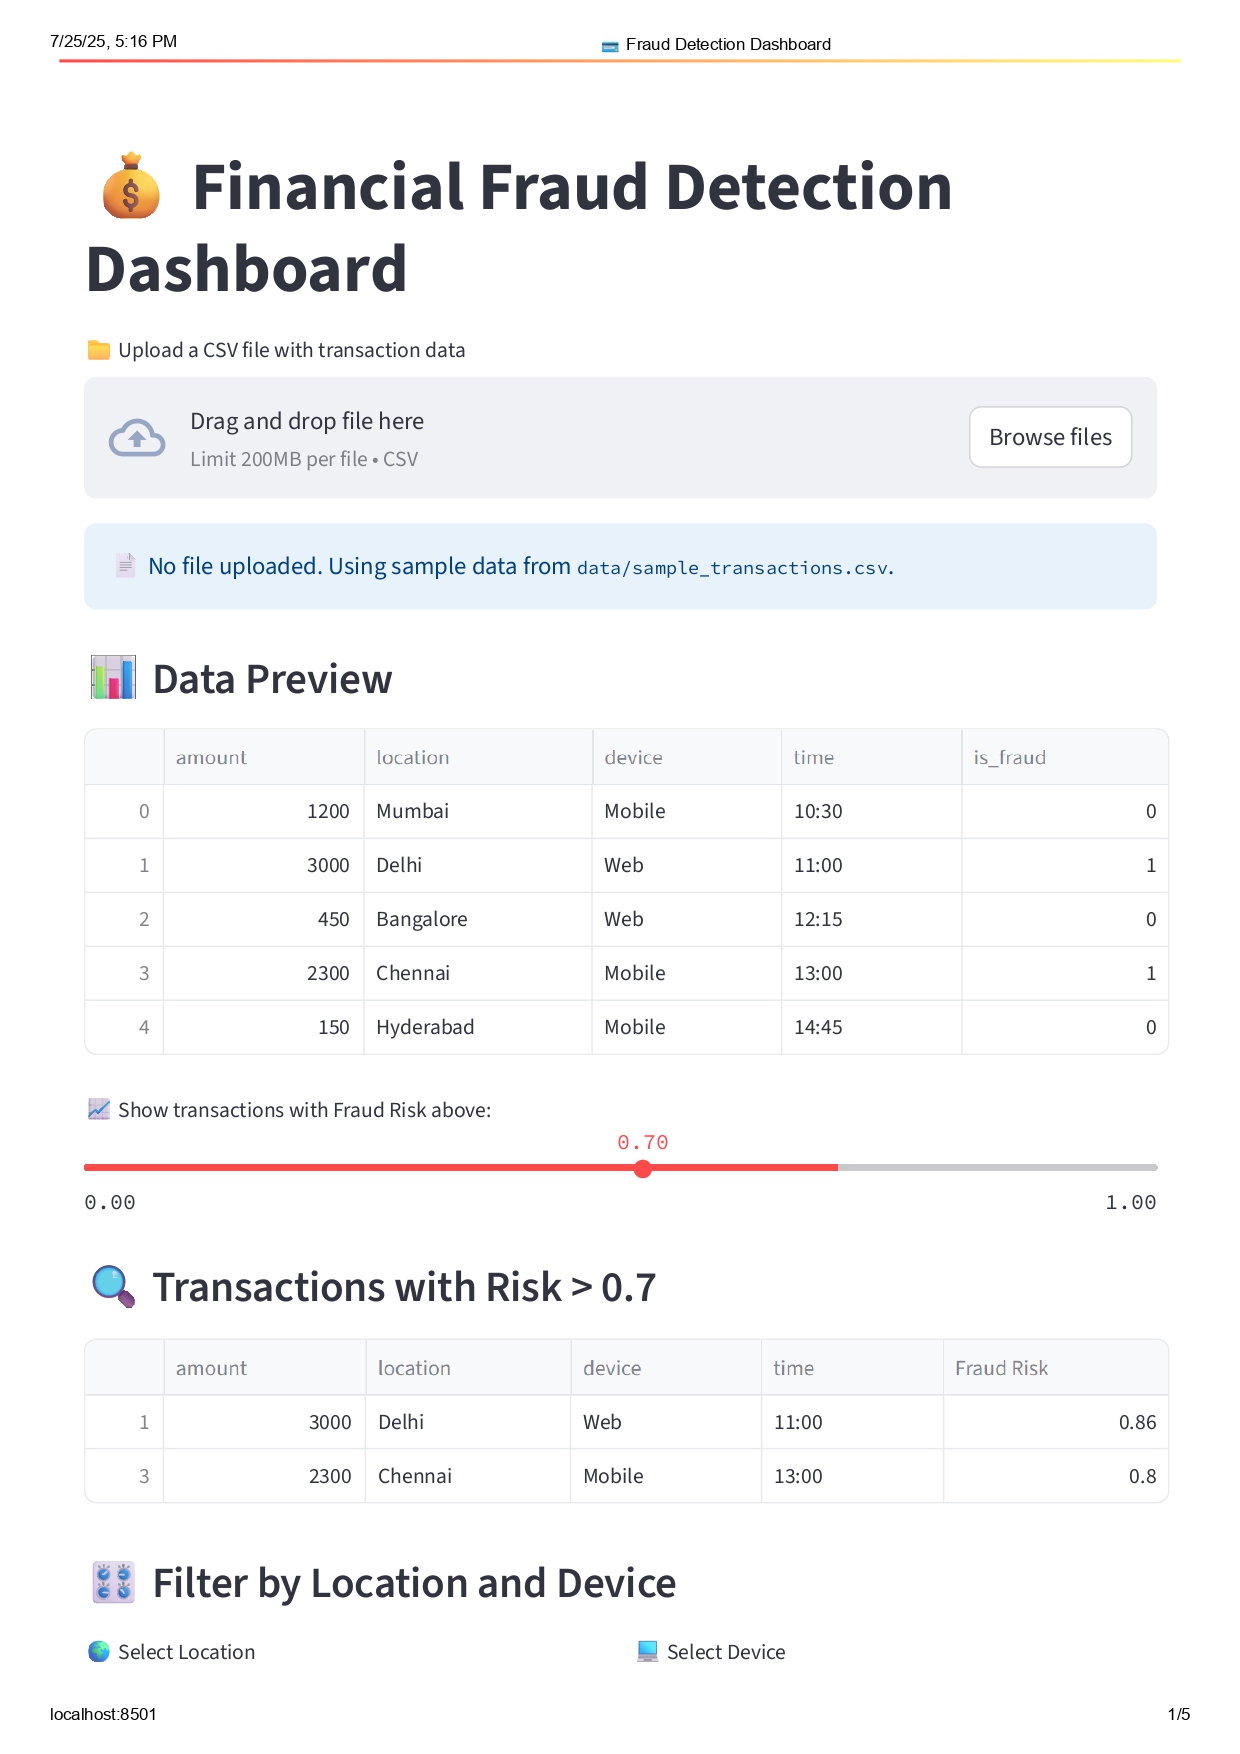 7/25/25, 5:16 PM
Fraud Detection Dashboard
Financial Fraud Detection
Dashboard
Upload a CSV file with transaction data
Drag and drop file here
Limit 200MB per file • CSV
Browse files
No file uploaded. Using sample data from data/sample_transactions.csv.
Data Preview
amount location device time is_fraud
0 1200 Mumbai Mobile 10:30 0
1 3000 Delhi Web 11:00 1
2 450 Bangalore Web 12:15 0
3 2300 Chennai Mobile 13:00 1
4 150 Hyderabad Mobile 14:45 0
Show transactions with Fraud Risk above:
0.70
0.00 1.00
Transactions with Risk > 0.7
amount location device time Fraud Risk
1 3000 Delhi Web 11:00 0.86
3 2300 Chennai Mobile 13:00 0.8
Filter by Location and Device
Select Location Select Device
localhost:8501 1/5